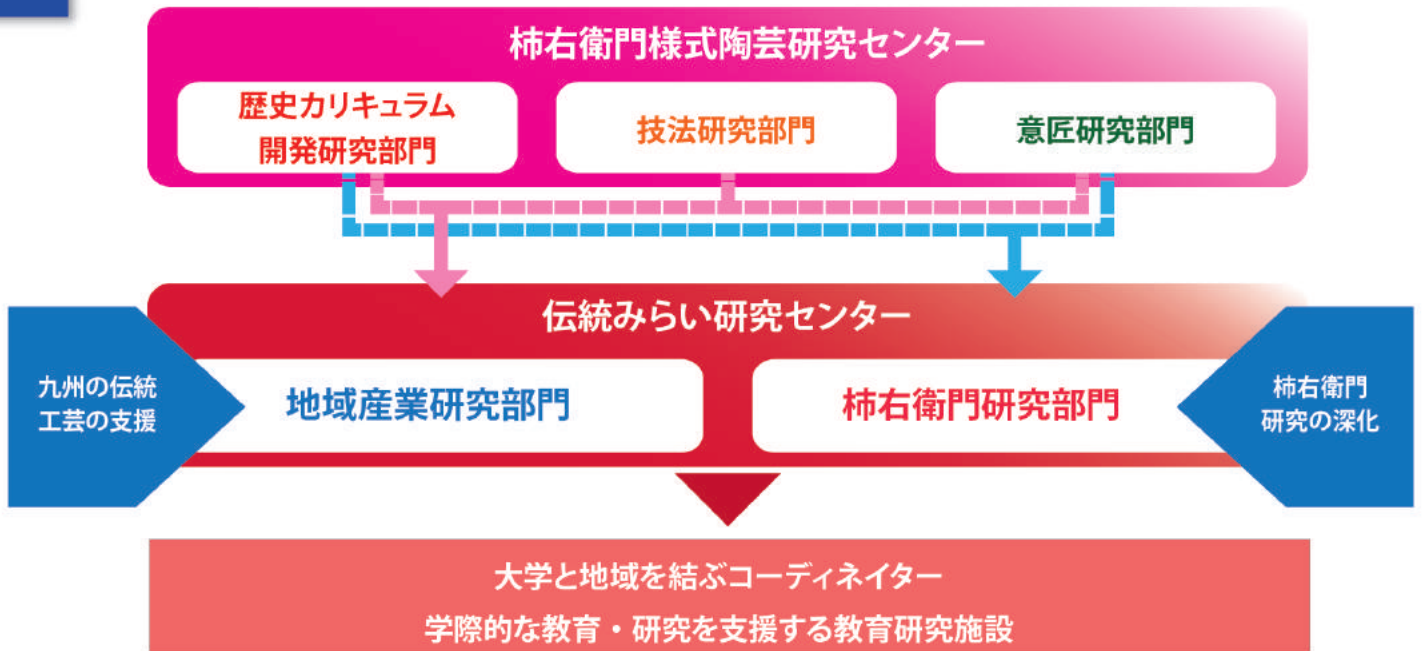 柿右衛門様式陶芸研究センター
歴史カリキュラム
開発研究部門
技法研究部門
意匠研究部門
伝統みらい研究センター
九州の伝統
工芸の支援
地域産業研究部門
柿右衛門研究部門
柿右衛門
研究の深化
大学と地域を結ぶコーディネイター
学際的な教育・研究を支援する教育研究施設